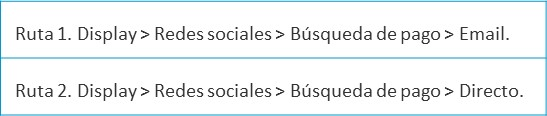 Ruta 1. Display > Redes sociales > Búsqueda de pago > Email.
Ruta 2. Display > Redes sociales > Búsqueda de pago > Directo.